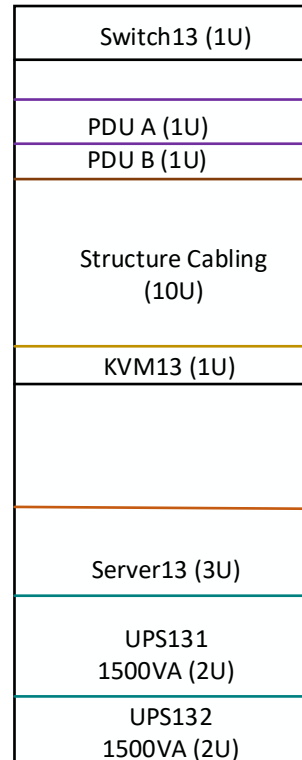 Switch13 (1U)
PDU A (1U)
PDU B (1U)
Structure Cabling
(10U)
KVM13 (1U)
Server13 (3U)
UPS131
1500VA (2U)
UPS132
1500VA (2U)